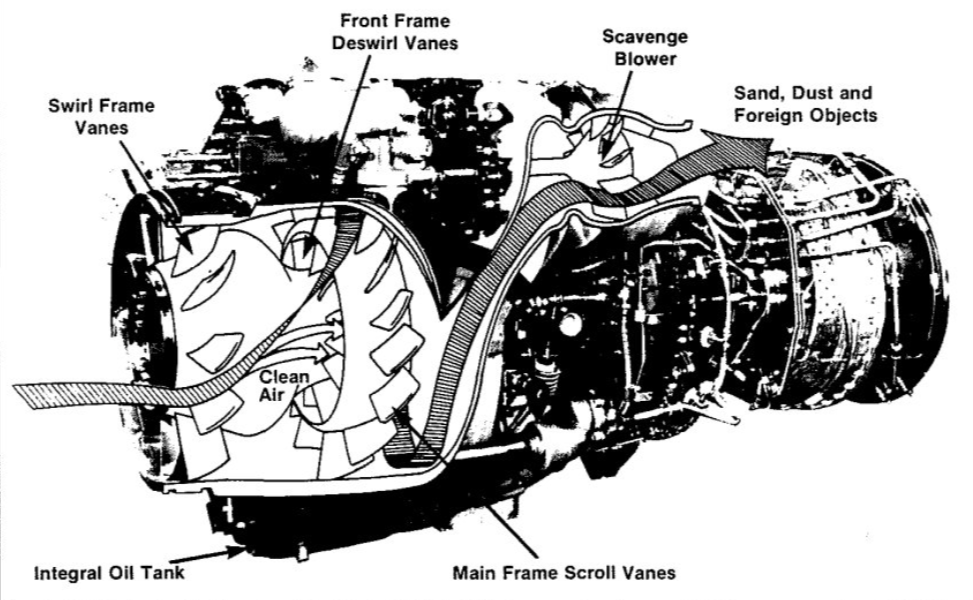 Front Frame
Deswirl Vanes
Scavenge
Blower
Swirl Frame
Vanes
Sand, Dust and
Foreign Objects
Clean
Air
Integral Oil Tank
Main Frame Scroll Vanes